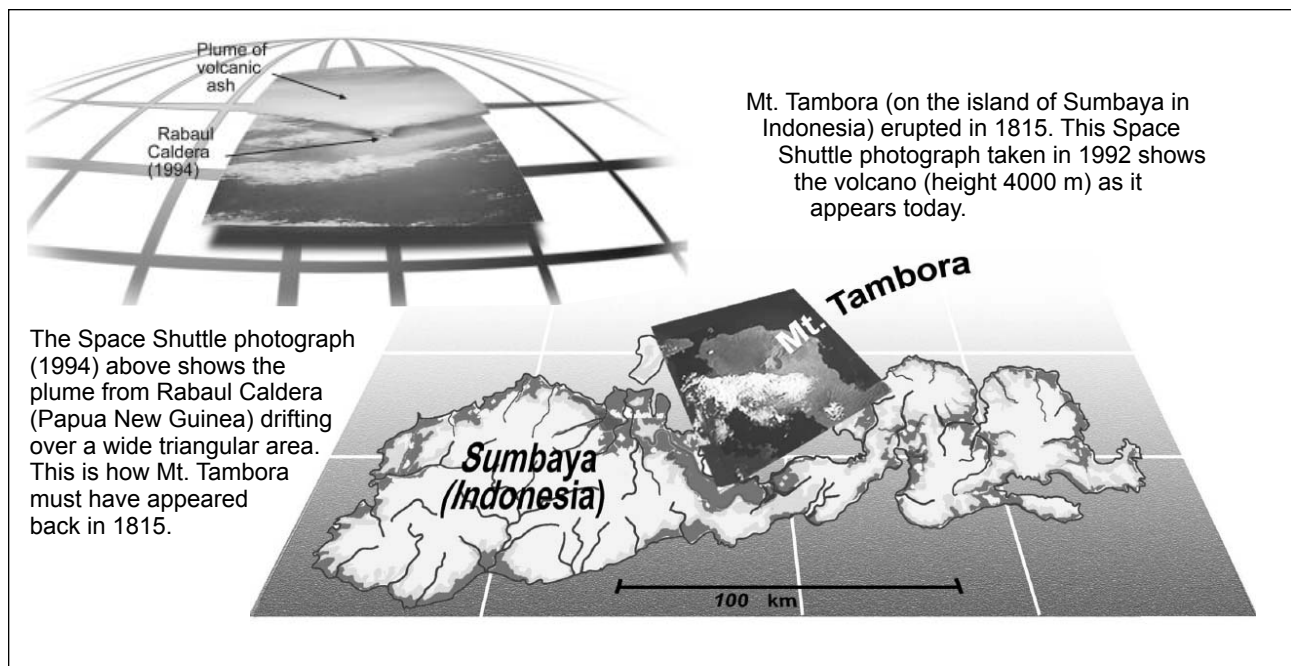 Plume of
volcanic
ash
Rabaul
Caldera
(1994)
Mt. Tambora (on the island of Sumbaya in
Indonesia) erupted in 1815. This Space
Shuttle photograph taken in 1992 shows
the volcano (height 4000 m) as it
appears today.
The Space Shuttle photograph
(1994) above shows the
plume from Rabaul Caldera
(Papua New Guinea) drifting
over a wide triangular area.
This is how Mt. Tambora
must have appeared
back in 1815.
Mt. Tambora
Sumbaya
(Indonesia)
100 km